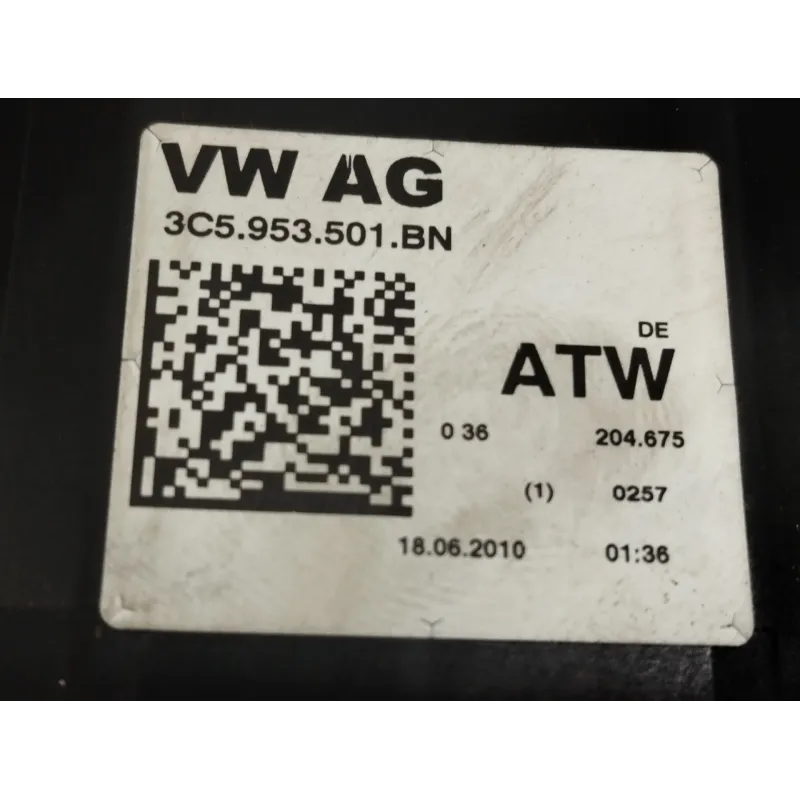 VW AG
3C5.953.501.BN
DE
ATW
0 36 204.675
(1) 0257
18.06.2010 01:36